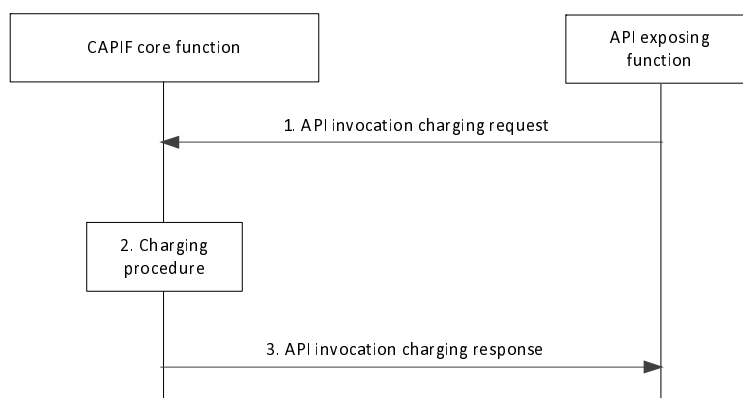 CAPIF core function
API exposing
function
1. API invocation charging request
2. Charging
procedure
3. API invocation charging response